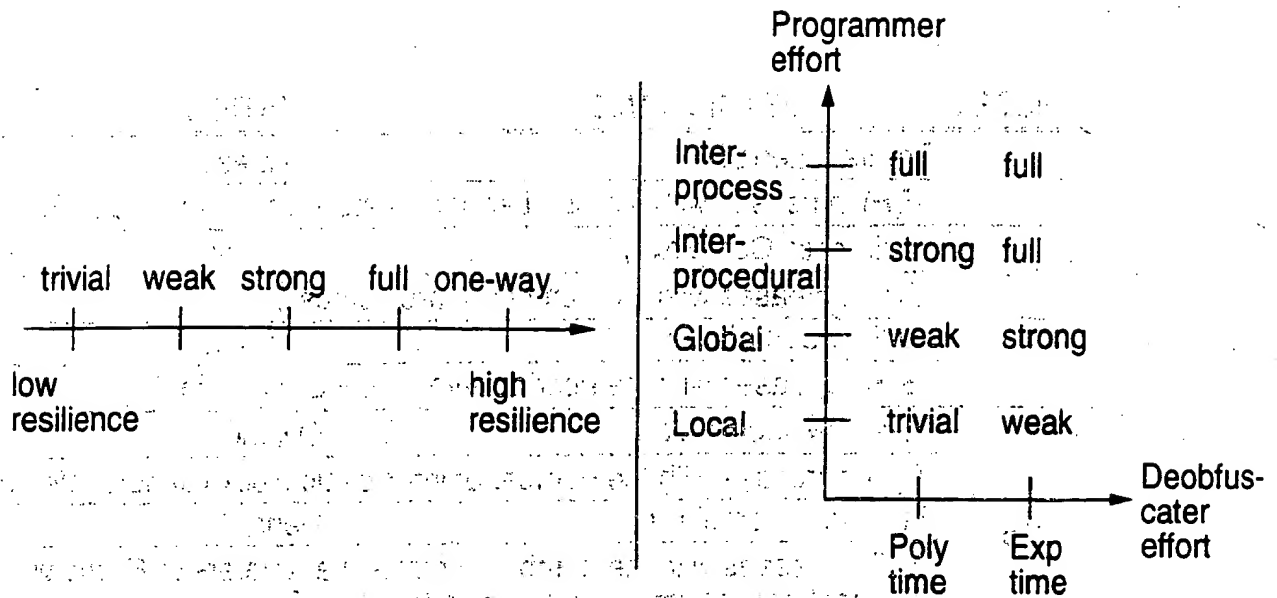 trivial weak strong full one-way
low
resilience
high
resilience
Programmer
effort
Inter-
process
full full
Inter-
procedural
strong full
Global
weak strong
Local
trivial weak
Poly
time
Exp
time
Deobfus-
cater
effort